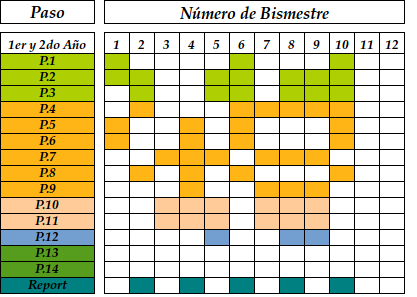 Paso Número de Bismestre
1er y 2do Año 1 2 3 4 5 6 7 8 9 10 11 12
P.1
P.2
P.3
P.4
P.5
P.6
P.7
P.8
P.9
P.10
P.11
P.12
P.13
P.14
Report